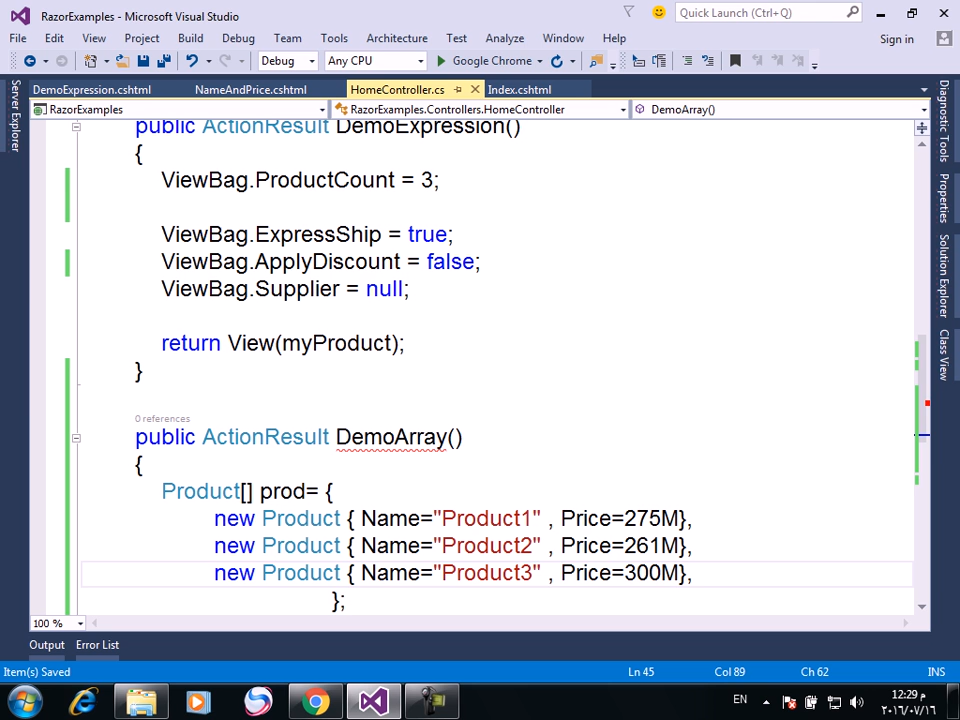 RazorExamples - Microsoft Visual Studio
Quick Launch (Ctrl+Q)
File Edit View Project Build Debug Team Tools Architecture Test Analyze Window Help Sign in
Debug Any CPU Google Chrome
DemoExpression.cshtml NameAndPrice.cshtml HomeController.cs Index.cshtml
RazorExamples RazorExamples.Controllers.HomeController DemoArray()
Server Explorer
Diagnostic Tools
Properties
Solution Explorer
Class View
public ActionResult DemoExpression()
{
ViewBag.ProductCount = 3;
ViewBag.ExpressShip = true;
ViewBag.ApplyDiscount = false;
ViewBag.Supplier = null;
return View(myProduct);
}
0 references
public ActionResult DemoArray()
{
Product[] prod= {
new Product { Name="Product1" , Price=275M},
new Product { Name="Product2" , Price=261M},
new Product { Name="Product3" , Price=300M},
};
100 %
Output Error List
Item(s) Saved Ln 45 Col 89 Ch 62 INS
EN
12:29 م
٢٠١٦/٠٧/١٦